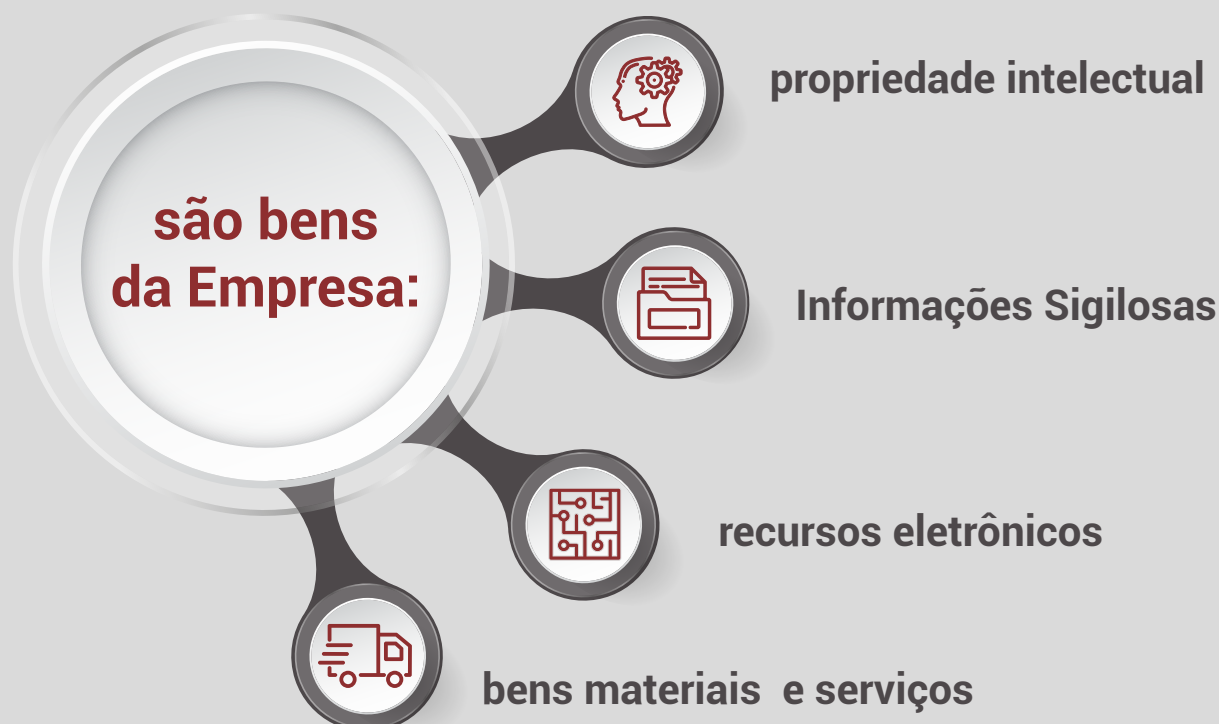 são bens
da Empresa:
propriedade intelectual
Informações Sigilosas
recursos eletrônicos
bens materiais e serviços